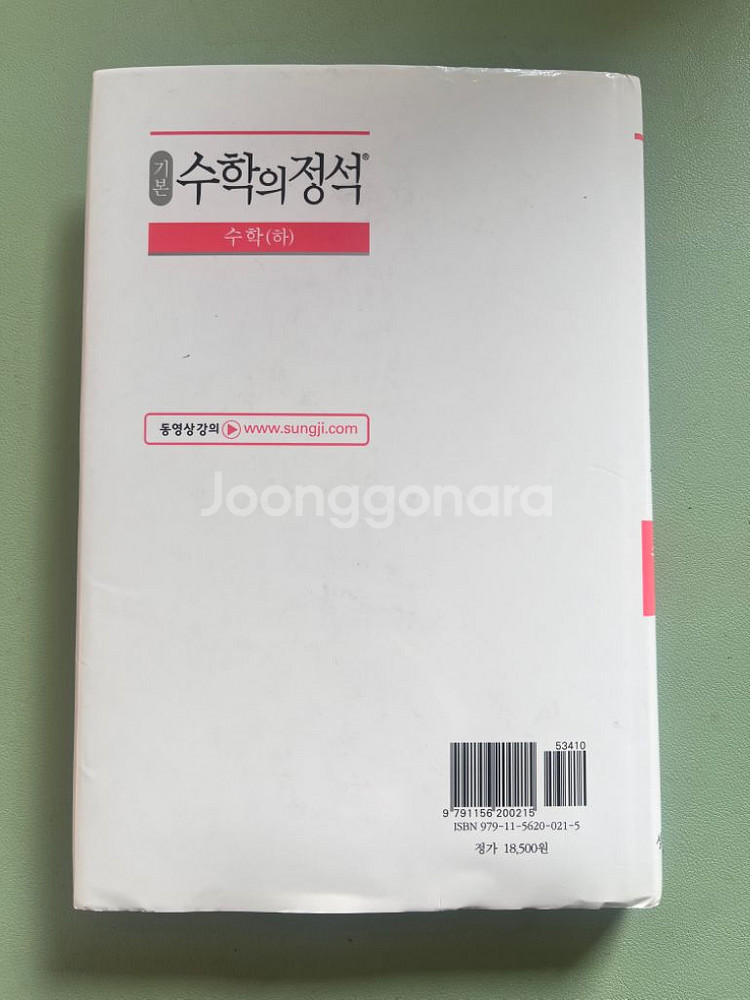 기본 수학의정석®
수학(하)
동영상강의 www.sungji.com
Joonggonara
53410
9 791156 200215
ISBN 979-11-5620-021-5
정가 18,500원